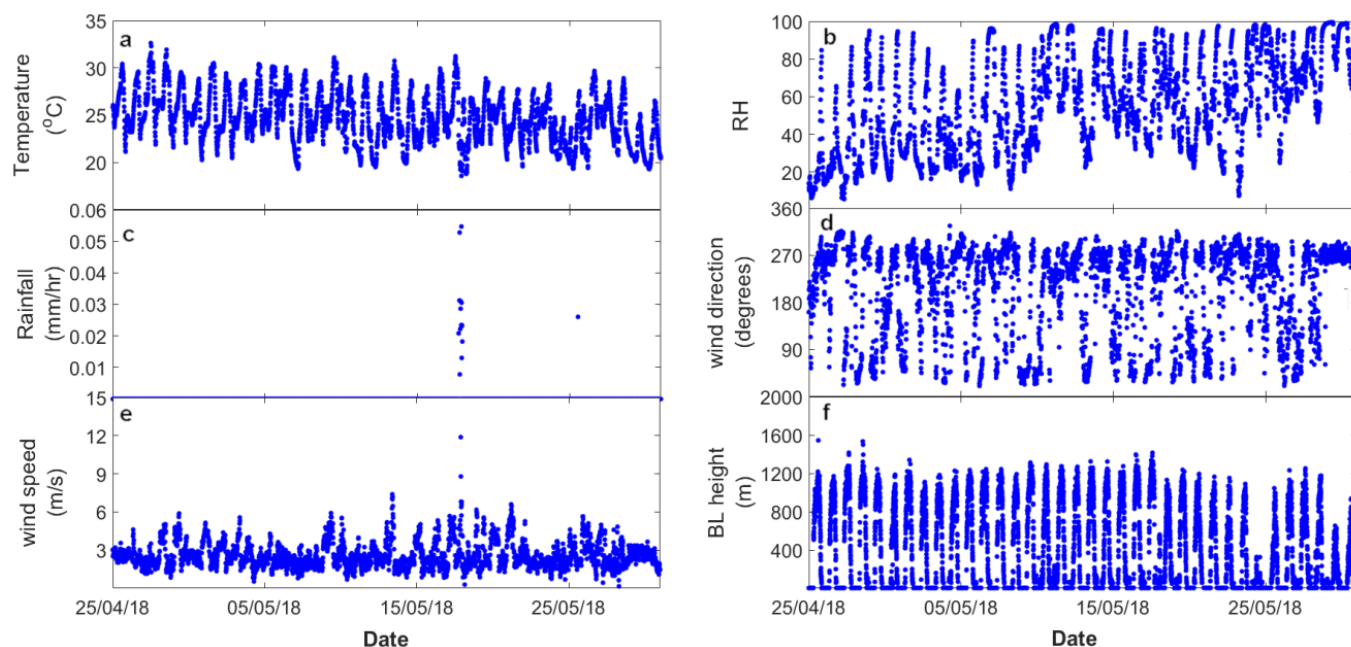 a
Temperature
(°C)
35
30
25
20
b
RH
100
80
60
40
20
c
Rainfall
(mm/hr)
0.06
0.05
0.04
0.03
0.02
0.01
d
wind direction
(degrees)
360
270
180
90
e
wind speed
(m/s)
15
12
9
6
3
25/04/18
05/05/18
15/05/18
25/05/18
Date
f
BL height
(m)
2000
1600
1200
800
400
25/04/18
05/05/18
15/05/18
25/05/18
Date